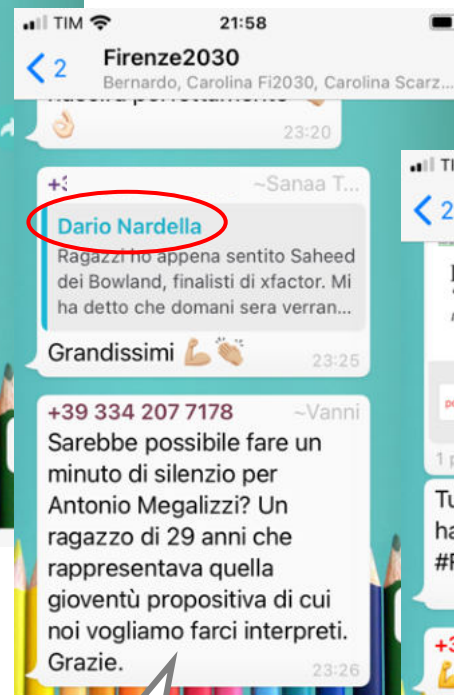 TIM 21:58
2 Firenze2030
Bernardo, Carolina Fi2030, Carolina Scarz...
23:20
~Sanaa T...
Dario Nardella
Ragazzi ho appena sentito Saheed
dei Bowland, finalisti di xfactor. Mi
ha detto che domani sera verran...
Grandissimi 💪🏼👏🏼
23:25
+39 334 207 7178 ~Vanni
Sarebbe possibile fare un
minuto di silenzio per
Antonio Megalizzi? Un
ragazzo di 29 anni che
rappresentava quella
gioventù propositiva di cui
noi vogliamo farci interpreti.
Grazie.
23:26
2